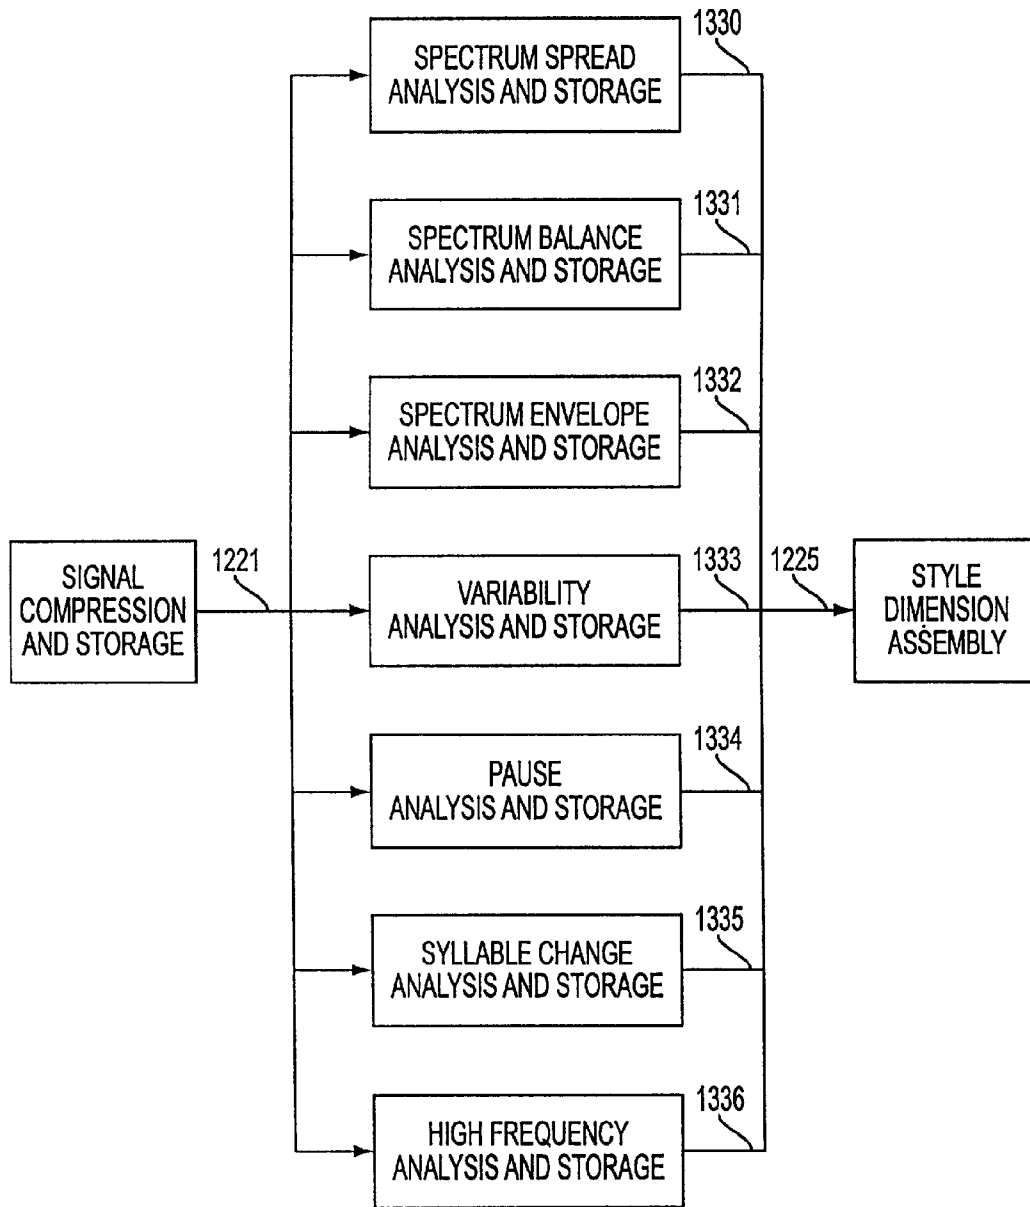 1330
SPECTRUM SPREAD
ANALYSIS AND STORAGE
1331
SPECTRUM BALANCE
ANALYSIS AND STORAGE
1332
SPECTRUM ENVELOPE
ANALYSIS AND STORAGE
SIGNAL
COMPRESSION
AND STORAGE
1221
VARIABILITY
ANALYSIS AND STORAGE
1333
1225
STYLE
DIMENSION
ASSEMBLY
1334
PAUSE
ANALYSIS AND STORAGE
1335
SYLLABLE CHANGE
ANALYSIS AND STORAGE
1336
HIGH FREQUENCY
ANALYSIS AND STORAGE